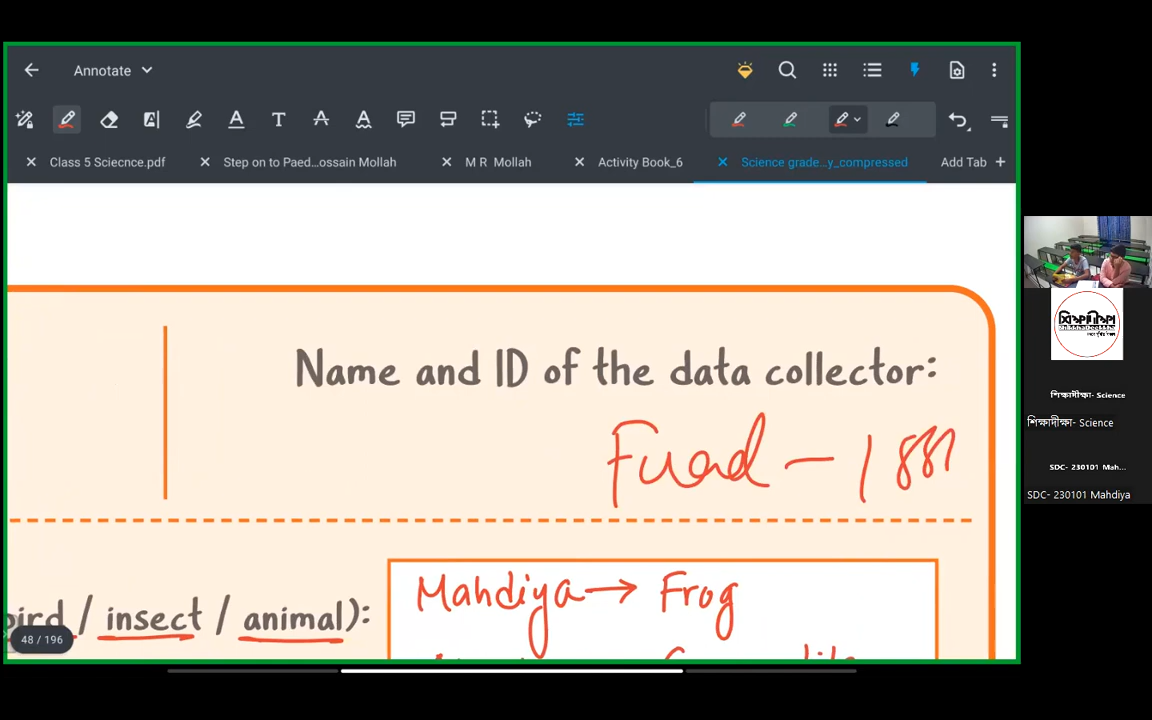 Annotate
Class 5 Sciecnce.pdf
Step on to Paed...ossain Mollah
M R Mollah
Activity Book_6
Science grade...y_compressed
Add Tab
Name and ID of the data collector:
Fuad – 1881
bird / insect / animal):
Mahdiya → Frog
48 / 196
শিক্ষাদীক্ষা
শিক্ষাদীক্ষা- Science
শিক্ষাদীক্ষা- Science
SDC- 230101 Mah...
SDC- 230101 Mahdiya